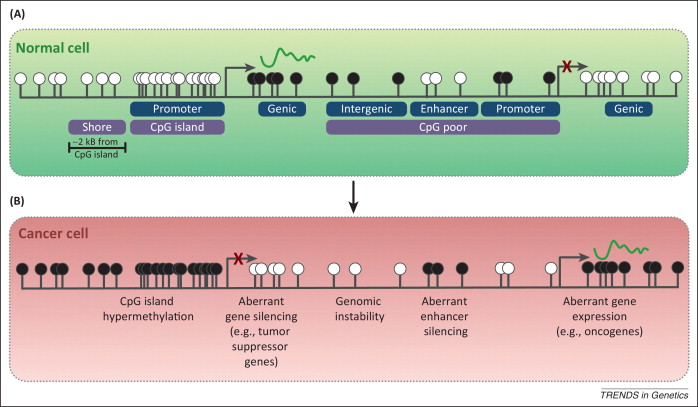 (A)
Normal cell
X
Promoter
Genic
Intergenic
Enhancer
Promoter
Genic
Shore
CpG island
CpG poor
~2 kB from
CpG island
(B)
Cancer cell
X
CpG island
hypermethylation
Aberrant
gene silencing
(e.g., tumor
suppressor
genes)
Genomic
instability
Aberrant
enhancer
silencing
Aberrant gene
expression
(e.g., oncogenes)
TRENDS in Genetics